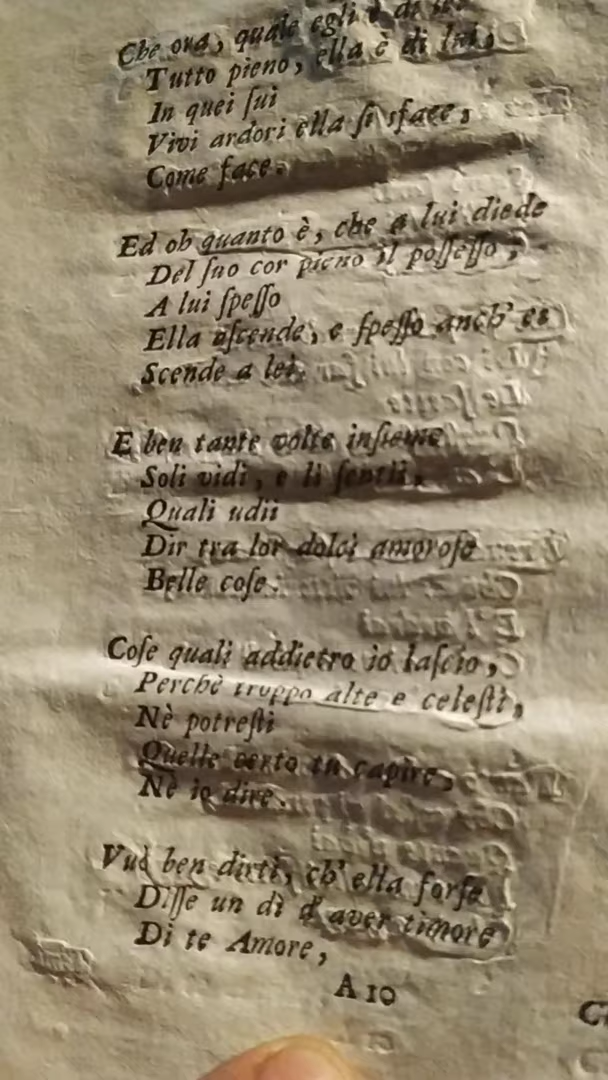 Che ora, quale egli è di
Tutto pieno, ella è di lui,
In quei ſui
Vivi ardori ella ſi sface,
Come face.
Ed oh quanto è, che a lui diede
Del ſuo cor pieno il poſſeſſo;
A lui ſpeſſo
Ella aſcende, e ſpeſſo anch' es
Scende a lei.
E ben tante volte inſieme
Soli vidi, e li ſentii,
Quali udii
Dir tra lor dolci amoroſe
Belle coſe.
Coſe quali addietro io laſcio,
Perchè troppo alte e celeſti,
Nè potreſti
Quelle certo tu capire,
Nè io dire.
Vuò ben dirti, ch' ella forſe
Diſſe un dì d' aver timore
Di te Amore,
A 10